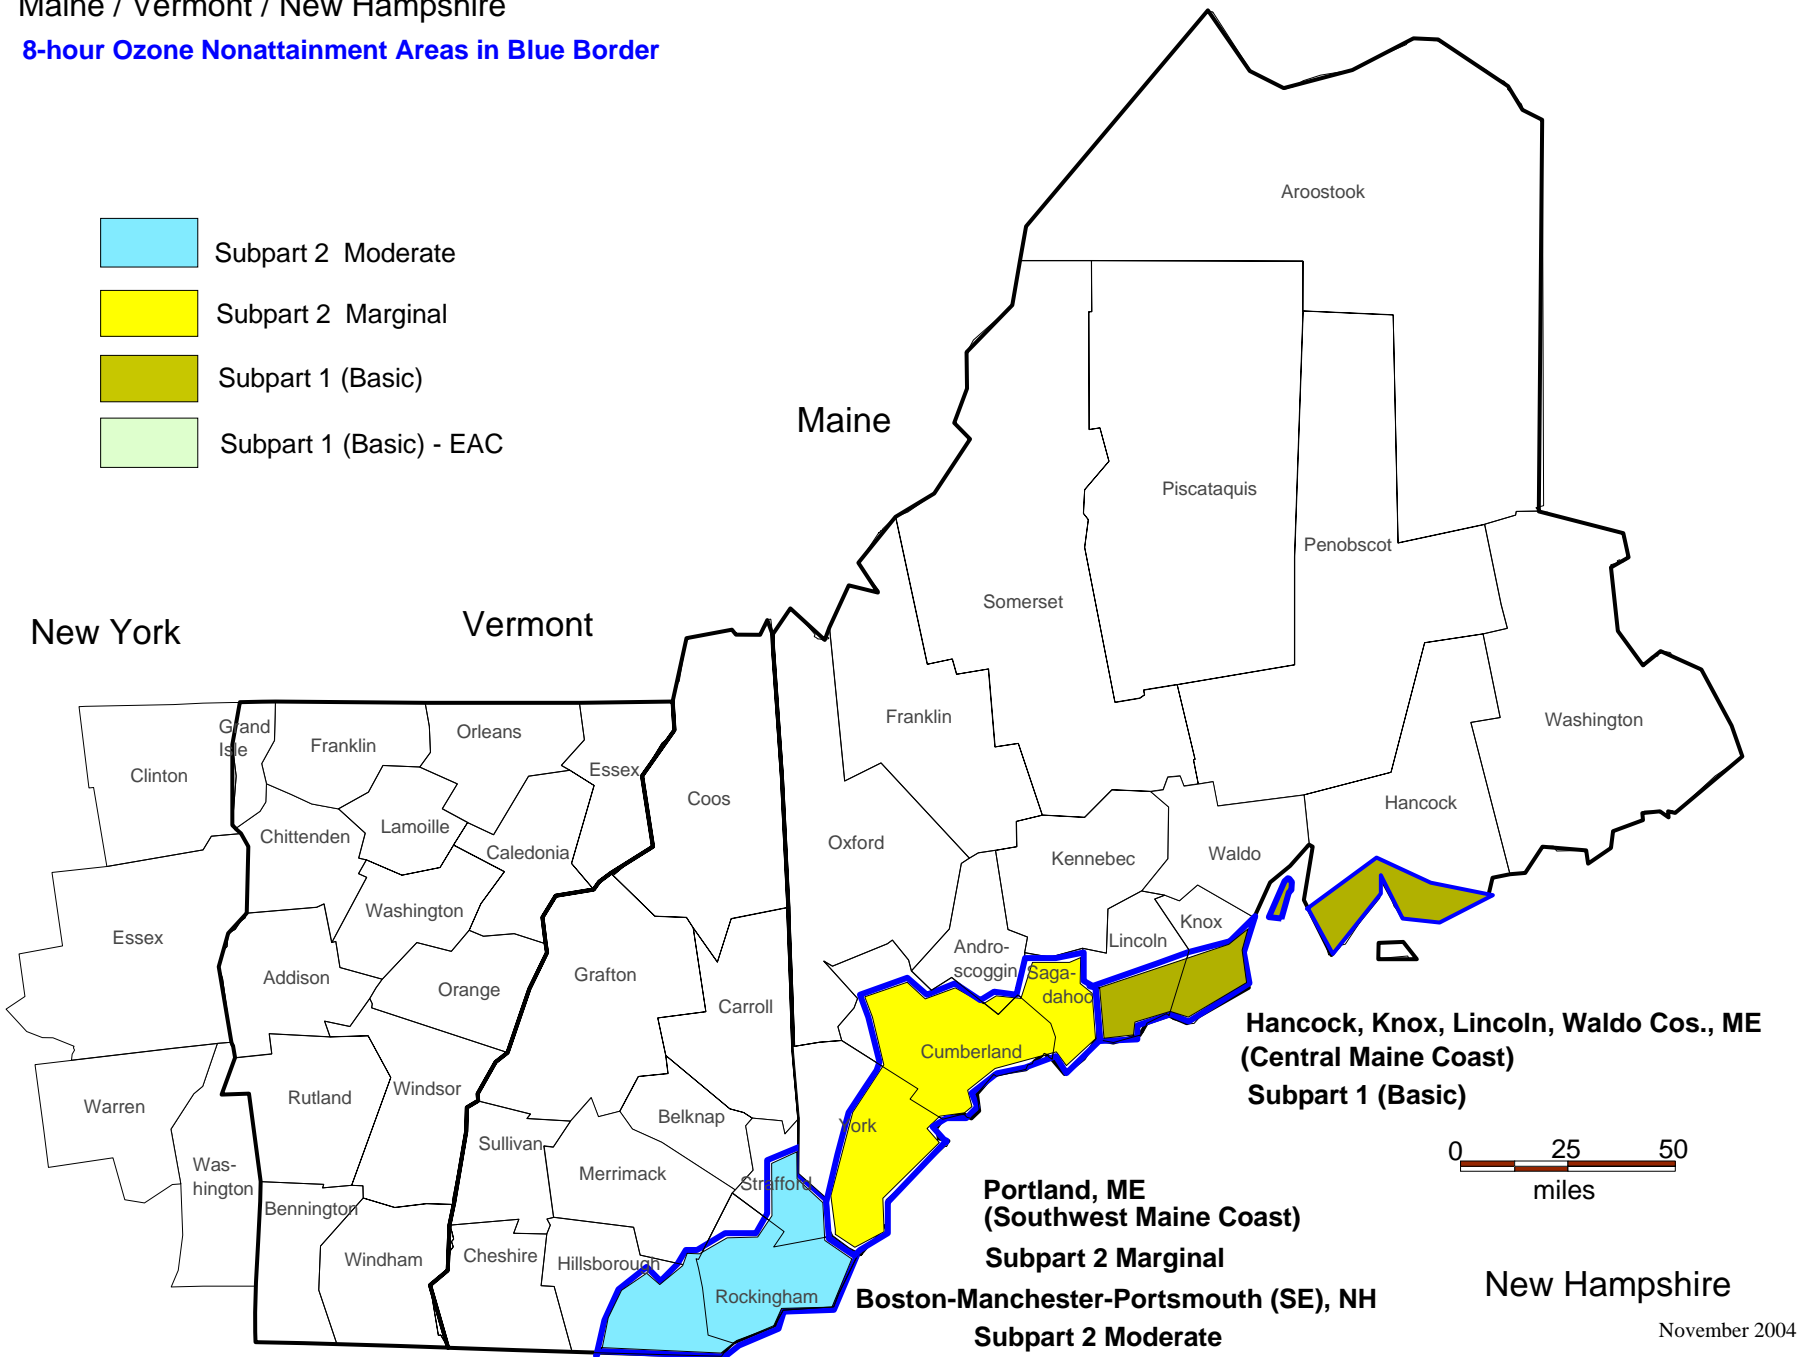 Maine / Vermont / New Hampshire
8-hour Ozone Nonattainment Areas in Blue Border
Subpart 2 Moderate
Subpart 2 Marginal
Subpart 1 (Basic)
Subpart 1 (Basic) - EAC
Maine
Vermont
New York
Aroostook
Piscataquis
Penobscot
Somerset
Franklin
Washington
Hancock
Oxford
Kennebec
Waldo
Knox
Lincoln
Andro-
scoggin
Saga-
dahoc
Cumberland
York
Coos
Grafton
Carroll
Belknap
Sullivan
Merrimack
Strafford
Cheshire
Hillsborough
Rockingham
Grand
Isle
Franklin
Orleans
Essex
Chittenden
Lamoille
Caledonia
Washington
Addison
Orange
Rutland
Windsor
Bennington
Windham
Clinton
Essex
Warren
Was-
hington
Hancock, Knox, Lincoln, Waldo Cos., ME
(Central Maine Coast)
Subpart 1 (Basic)
0 25 50
miles
Portland, ME
(Southwest Maine Coast)
Subpart 2 Marginal
Boston-Manchester-Portsmouth (SE), NH
Subpart 2 Moderate
New Hampshire
November 2004